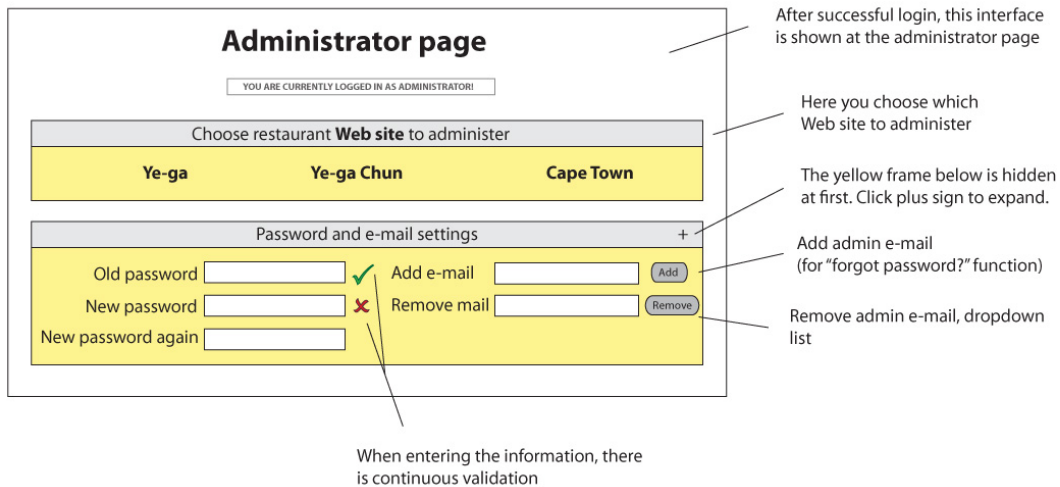 Administrator page
YOU ARE CURRENTLY LOGGED IN AS ADMINISTRATOR!
Choose restaurant Web site to administer
Ye-ga
Ye-ga Chun
Cape Town
Password and e-mail settings
+
Old password
Add e-mail
Add
New password
Remove mail
Remove
New password again
After successful login, this interface
is shown at the administrator page
Here you choose which
Web site to administer
The yellow frame below is hidden
at first. Click plus sign to expand.
Add admin e-mail
(for “forgot password?” function)
Remove admin e-mail, dropdown
list
When entering the information, there
is continuous validation